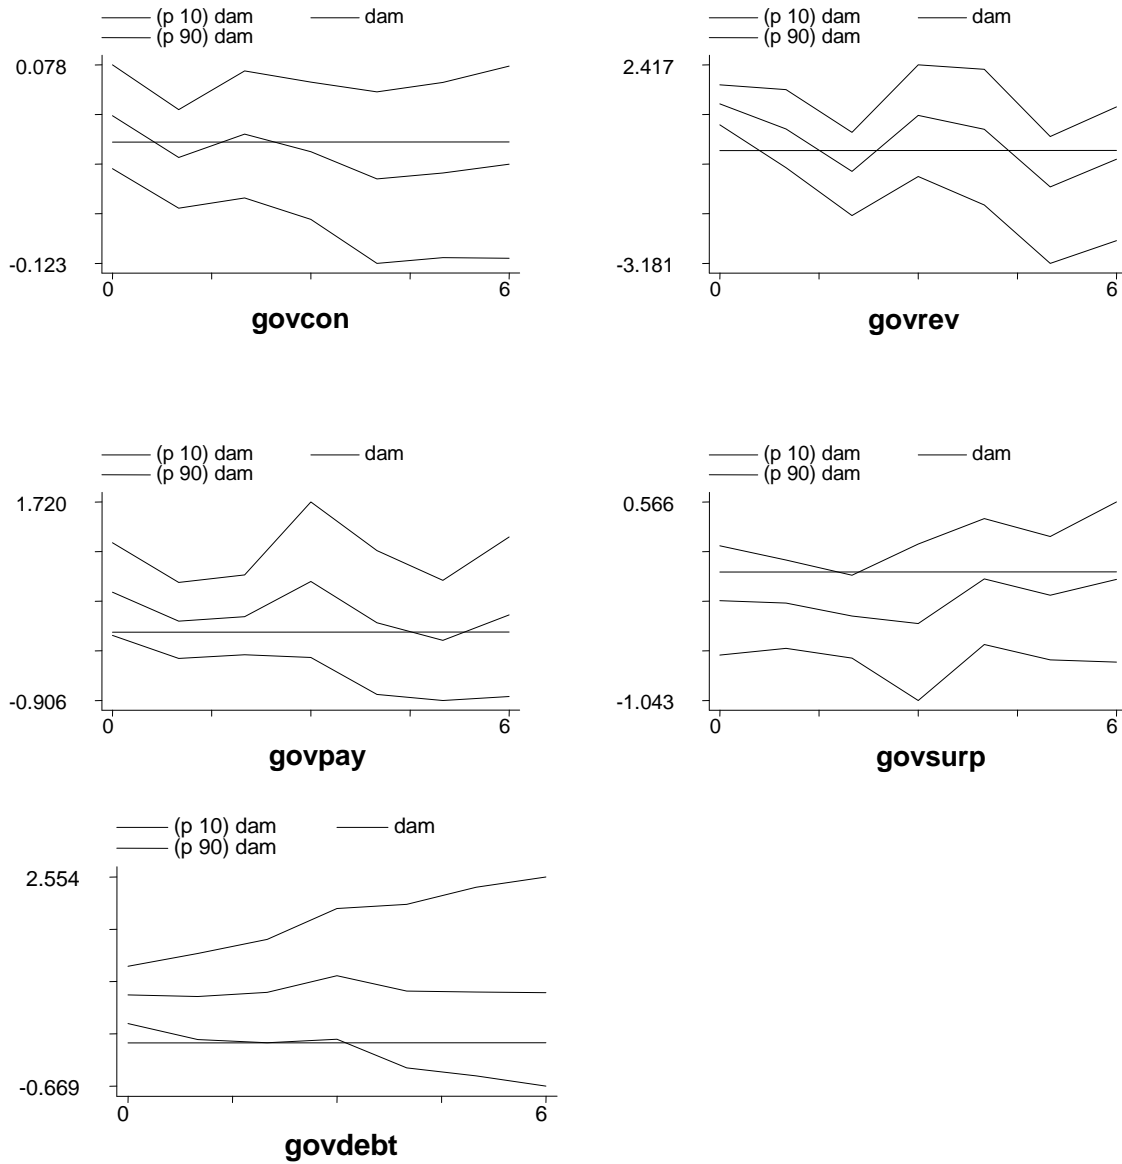 (p 10) dam dam
(p 90) dam
0.078
-0.123
0 6
govcon
(p 10) dam dam
(p 90) dam
2.417
-3.181
0 6
govrev
(p 10) dam dam
(p 90) dam
1.720
-0.906
0 6
govpay
(p 10) dam dam
(p 90) dam
0.566
-1.043
0 6
govsurp
(p 10) dam dam
(p 90) dam
2.554
-0.669
0 6
govdebt